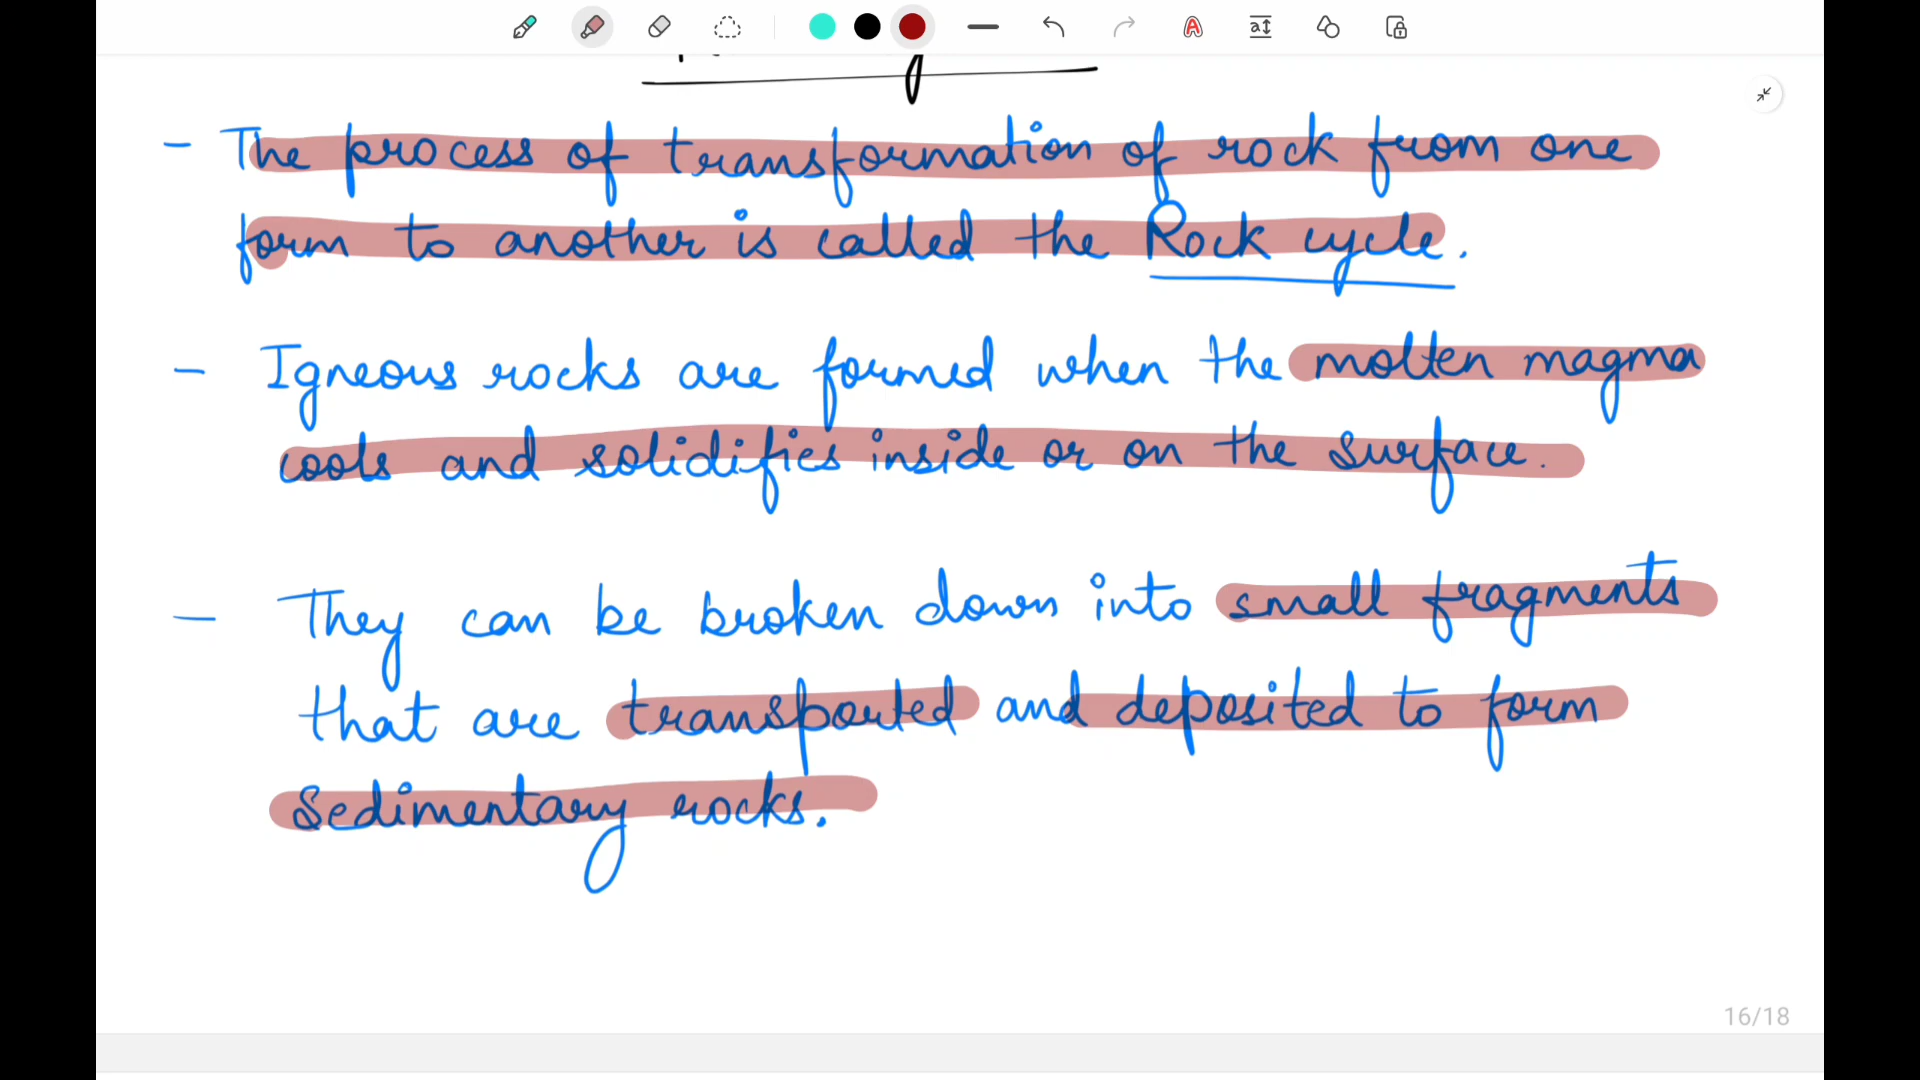 - The process of transformation of rock from one
form to another is called the Rock cycle.
- Igneous rocks are formed when the molten magma
cools and solidifies inside or on the surface.
- They can be broken down into small fragments
that are transported and deposited to form
Sedimentary rocks.
16/18